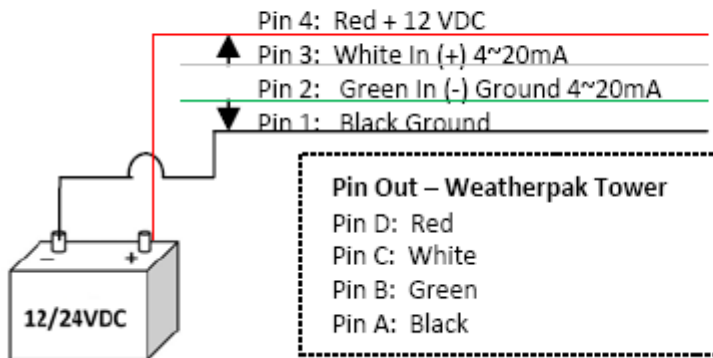 Pin 4: Red + 12 VDC
Pin 3: White In (+) 4~20mA
Pin 2: Green In (-) Ground 4~20mA
Pin 1: Black Ground
Pin Out – Weatherpak Tower
Pin D: Red
Pin C: White
Pin B: Green
Pin A: Black
– +
12/24VDC